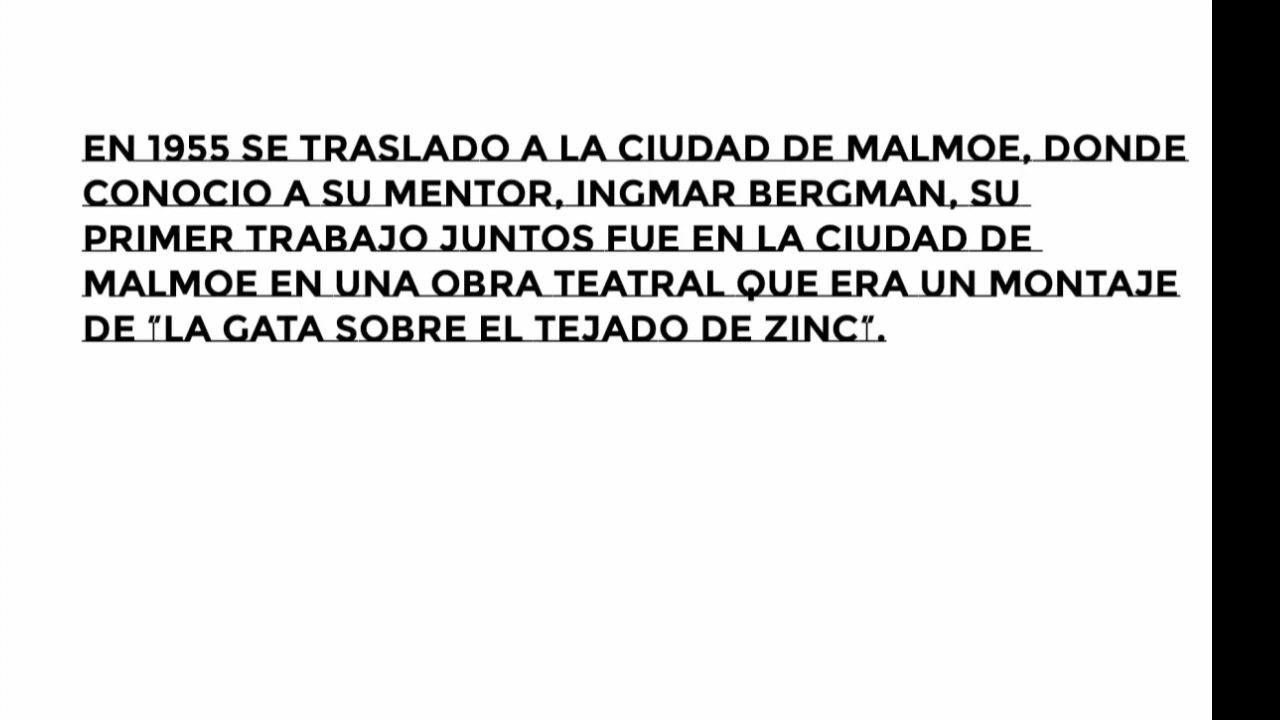 EN 1955 SE TRASLADO A LA CIUDAD DE MALMOE, DONDE
CONOCIO A SU MENTOR, INGMAR BERGMAN, SU
PRIMER TRABAJO JUNTOS FUE EN LA CIUDAD DE
MALMOE EN UNA OBRA TEATRAL QUE ERA UN MONTAJE
DE "LA GATA SOBRE EL TEJADO DE ZINC".